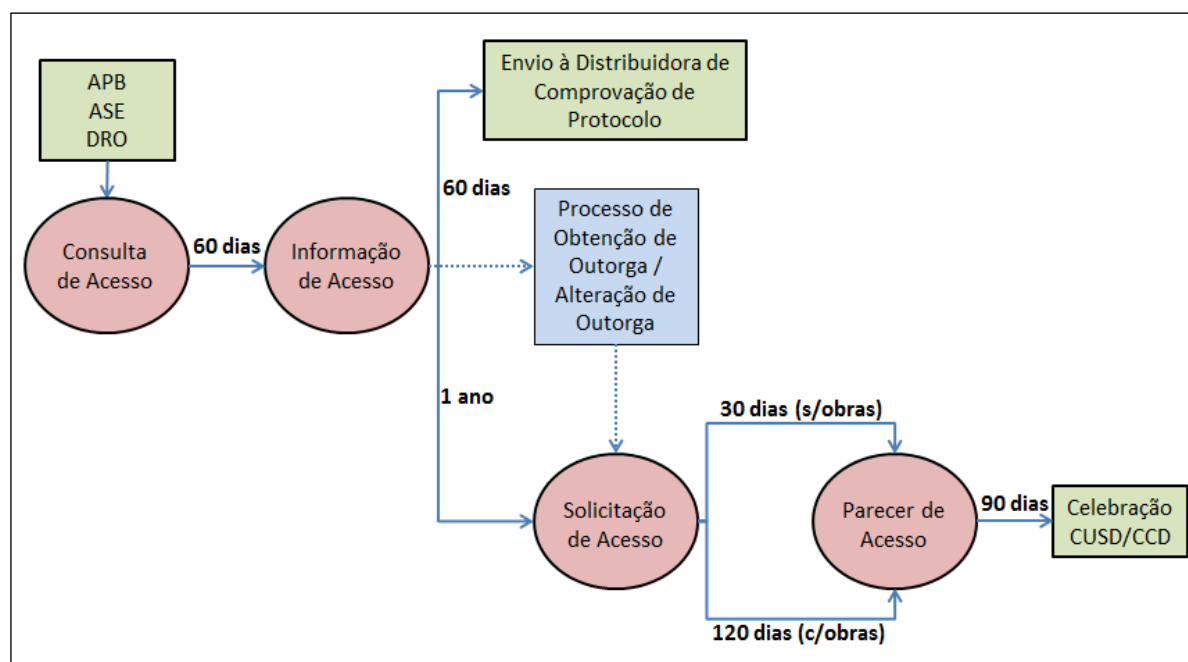 APB
ASE
DRO
Consulta
de Acesso
60 dias
Informação
de Acesso
60 dias
Envio à Distribuidora de
Comprovação de
Protocolo
Processo de
Obtenção de
Outorga /
Alteração de
Outorga
1 ano
Solicitação
de Acesso
30 dias (s/obras)
120 dias (c/obras)
Parecer de
Acesso
90 dias
Celebração
CUSD/CCD